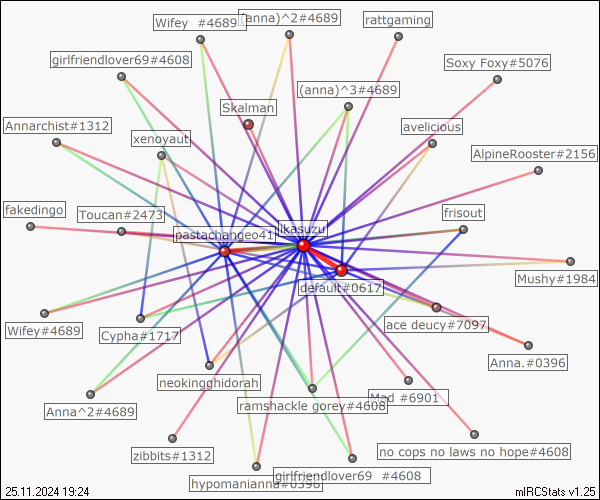 Wifey  #4689
(anna)^2#4689
rattgaming
girlfriendlover69#4608
Soxy Foxy#5076
(anna)^3#4689
Skalman
Annarchist#1312
xenoyaut
avelicious
AlpineRooster#2156
fakedingo
Toucan#2473
frisout
pastachangeo41
likasuzu
Mushy#1984
default#0617
Wifey#4689
Cypha#1717
ace deucy#7097
Anna.#0396
neokingghidorah
Anna^2#4689
ramshackle gorey#4608
Mad #6901
zibbits#1312
no cops no laws no hope#4608
hypomanianna#0396
girlfriendlover69  #4608
25.11.2024 19:24
mIRCStats v1.25